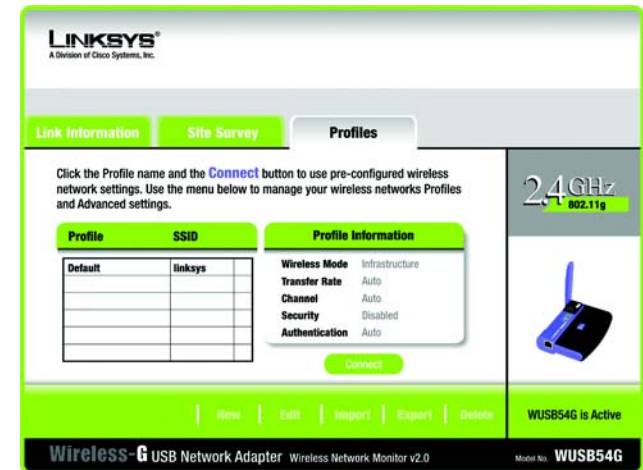 LINKSYS®
A Division of Cisco Systems, Inc.
Link Information
Site Survey
Profiles
Click the Profile name and the Connect button to use pre-configured wireless
network settings. Use the menu below to manage your wireless networks Profiles
and Advanced settings.
2.4GHz
802.11g
Profile SSID
Default linksys
Profile Information
Wireless Mode Infrastructure
Transfer Rate Auto
Channel Auto
Security Disabled
Authentication Auto
Connect
New Edit Import Export Delete
WUSB54G is Active
Wireless-G USB Network Adapter Wireless Network Monitor v2.0 Model No. WUSB54G